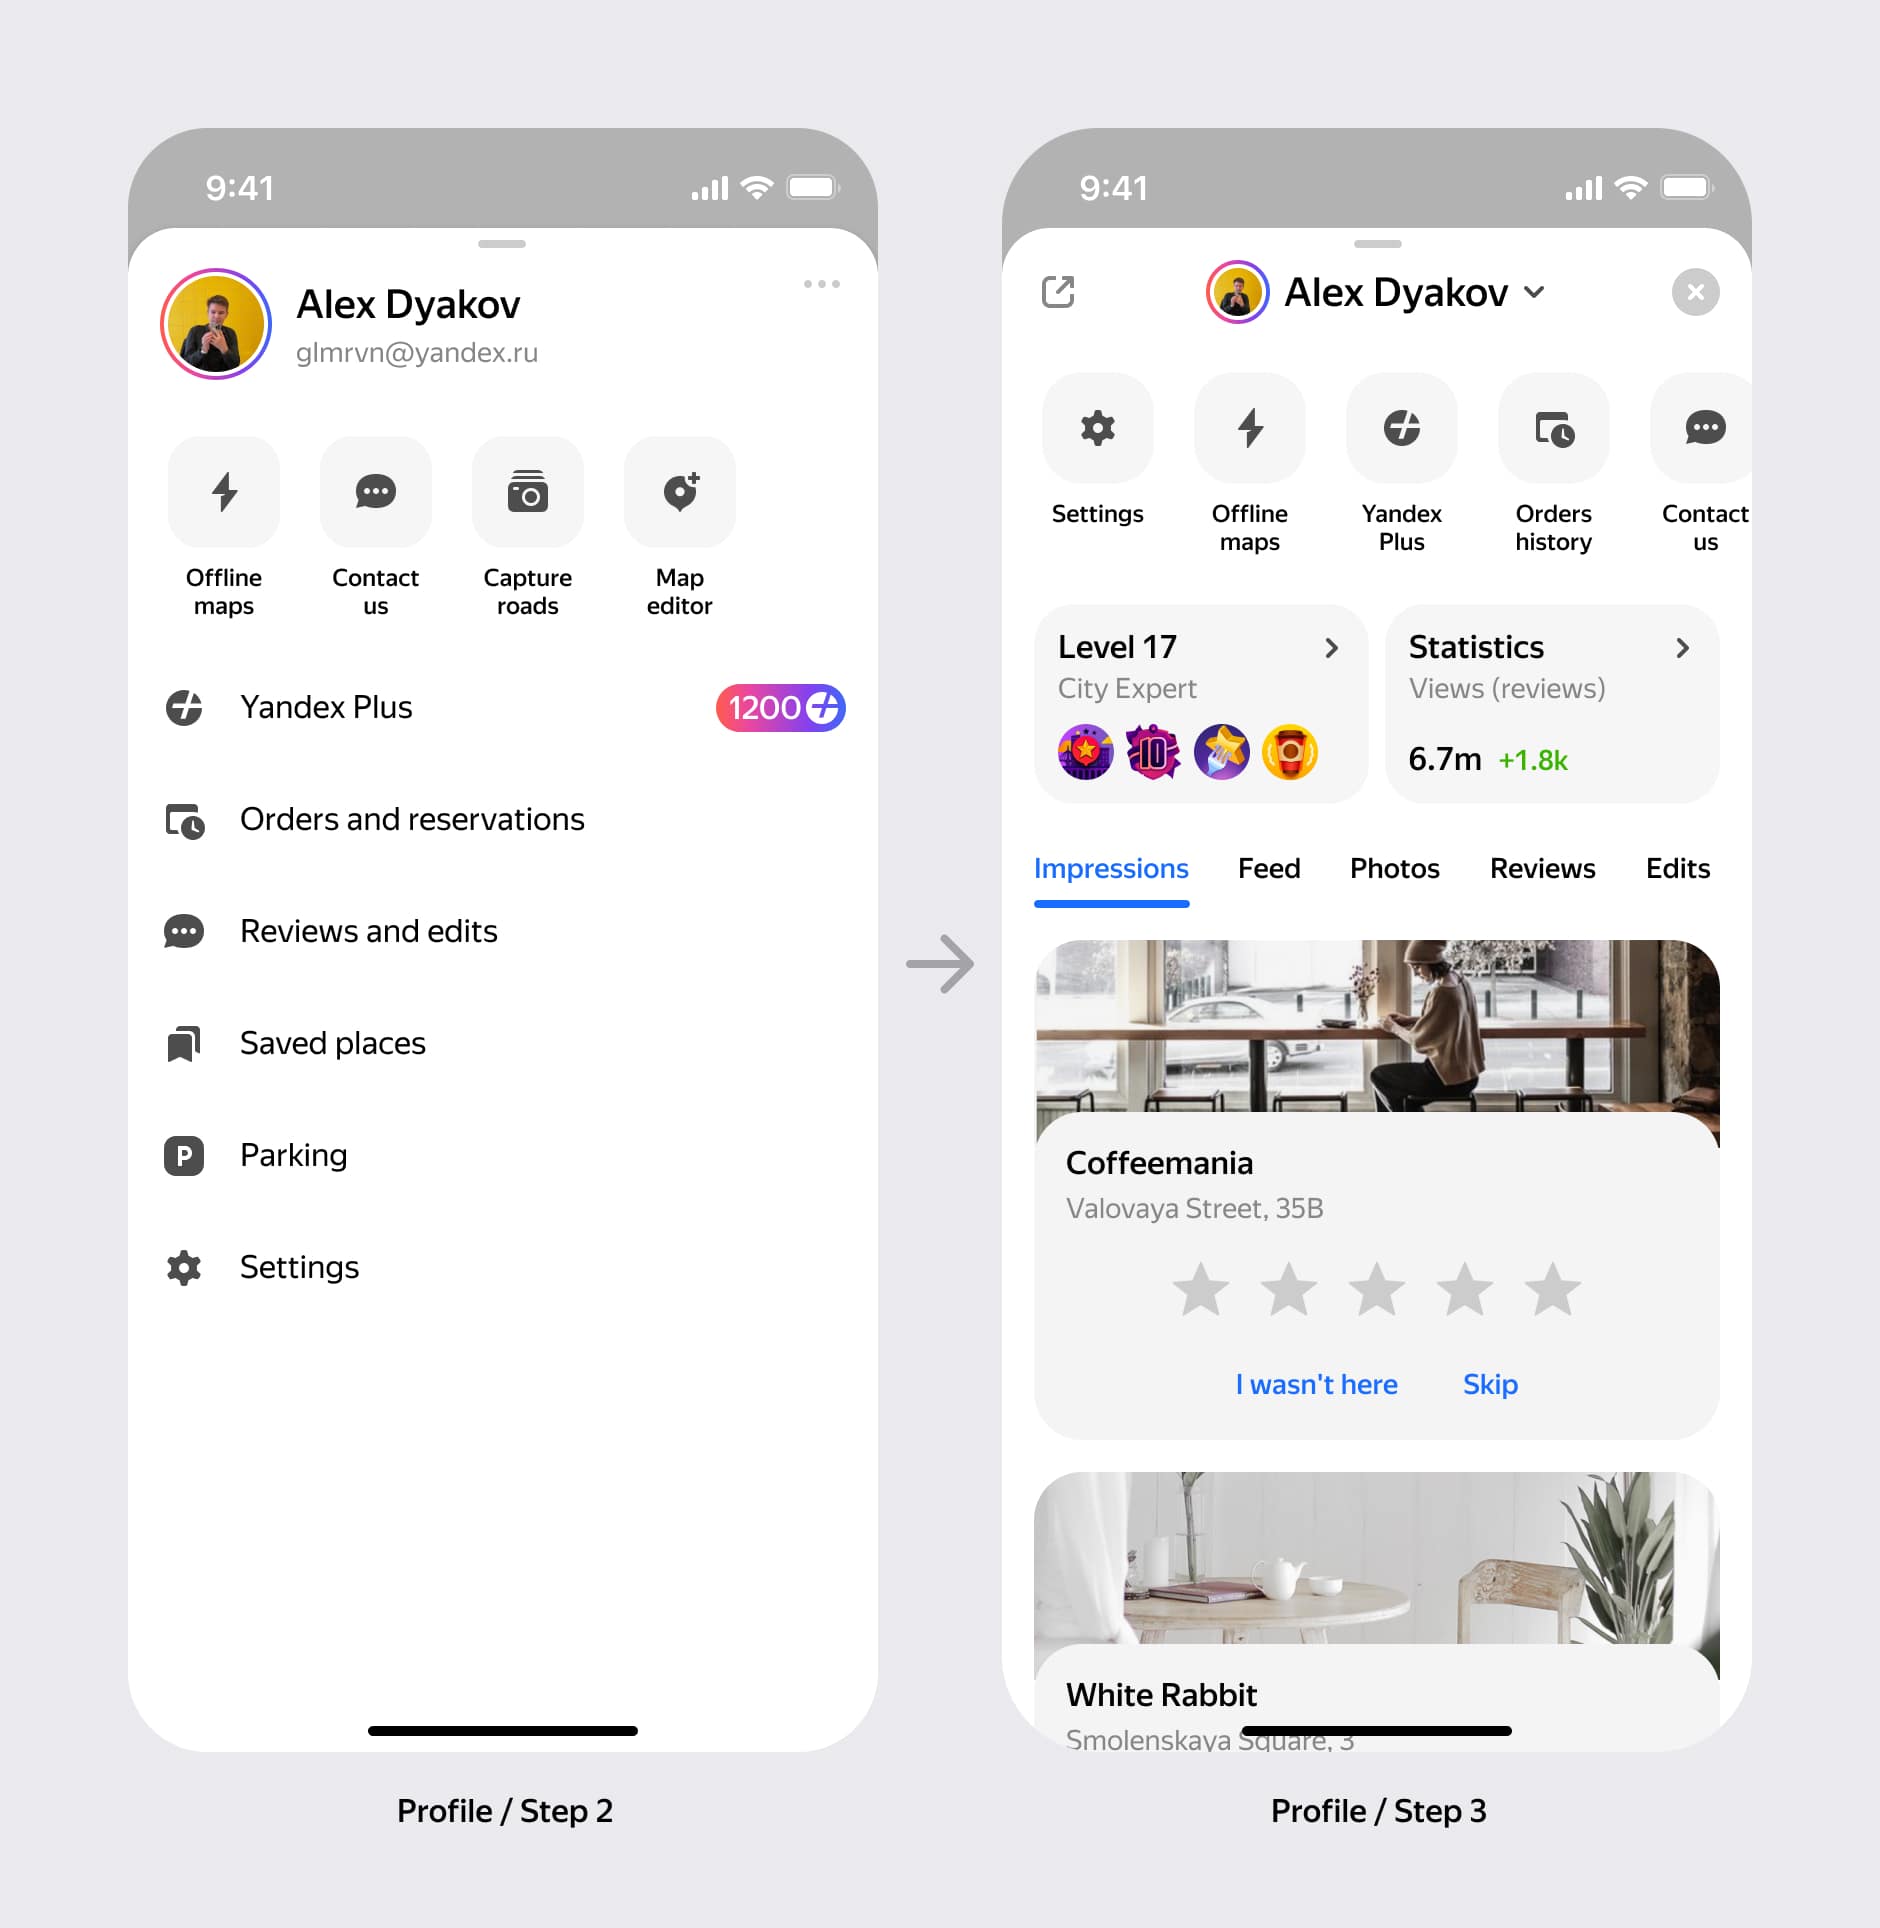 9:41
Alex Dyakov
glmrvn@yandex.ru
Offline
maps
Contact
us
Capture
roads
Map
editor
Yandex Plus
1200
Orders and reservations
Reviews and edits
Saved places
P
Parking
Settings
Profile / Step 2
9:41
Alex Dyakov
Settings
Offline
maps
Yandex
Plus
Orders
history
Contact
us
Level 17
City Expert
10
Statistics
Views (reviews)
6.7m +1.8k
Impressions Feed Photos Reviews Edits
Coffeemania
Valovaya Street, 35B
I wasn't here Skip
White Rabbit
Smolenskaya Square, 3
Profile / Step 3